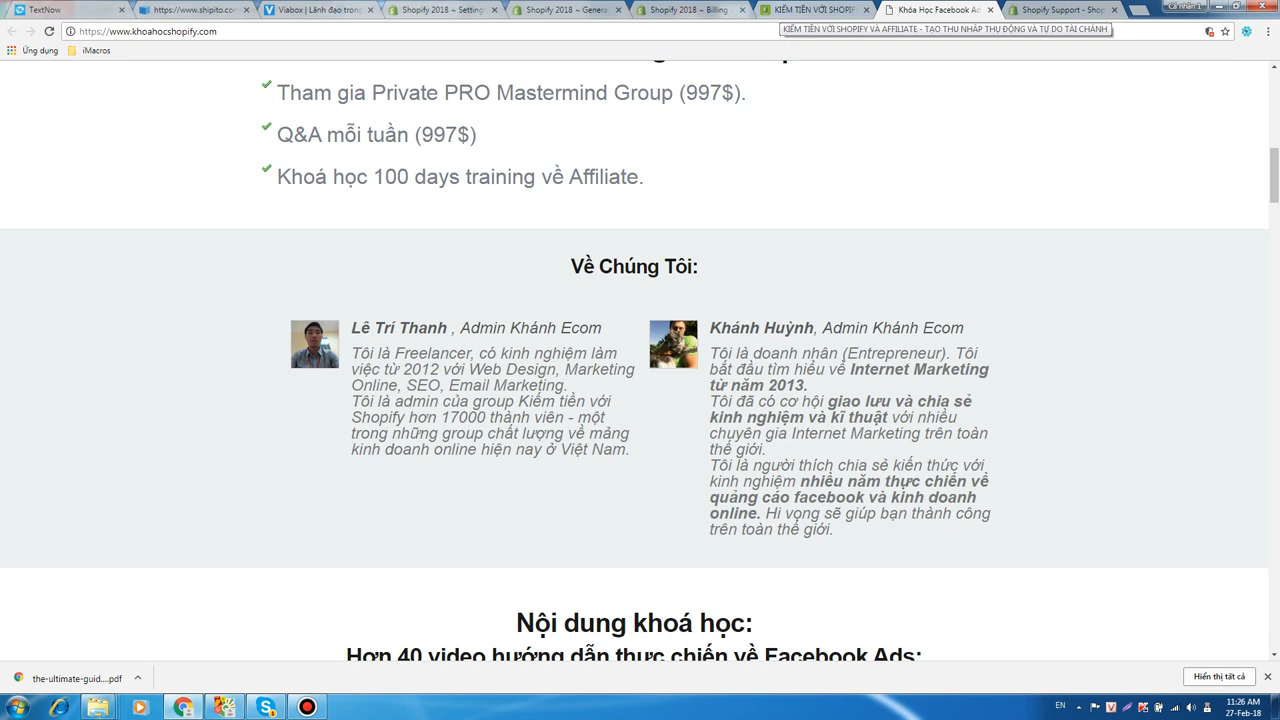 TextNow
https://www.shipito.com
Viabox | Lãnh đạo trong
Shopify 2018 ~ Setting
Shopify 2018 ~ Genera
Shopify 2018 ~ Billing
KIẾM TIỀN VỚI SHOPIF
Khóa Học Facebook Ad
Shopify Support - Shop
Cá nhân 1
https://www.khoahocshopify.com
KIẾM TIỀN VỚI SHOPIFY VÀ AFFILIATE - TẠO THU NHẬP THỤ ĐỘNG VÀ TỰ DO TÀI CHÁNH
Ứng dụng
iMacros
Tham gia Private PRO Mastermind Group (997$).
Q&A mỗi tuần (997$)
Khoá học 100 days training về Affiliate.
Về Chúng Tôi:
Lê Trí Thanh , Admin Khánh Ecom
Tôi là Freelancer, có kinh nghiệm làm
việc từ 2012 với Web Design, Marketing
Online, SEO, Email Marketing.
Tôi là admin của group Kiếm tiền với
Shopify hơn 17000 thành viên - một
trong những group chất lượng về mảng
kinh doanh online hiện nay ở Việt Nam.
Khánh Huỳnh, Admin Khánh Ecom
Tôi là doanh nhân (Entrepreneur). Tôi
bắt đầu tìm hiểu về Internet Marketing
từ năm 2013.
Tôi đã có cơ hội giao lưu và chia sẻ
kinh nghiệm và kĩ thuật với nhiều
chuyên gia Internet Marketing trên toàn
thế giới.
Tôi là người thích chia sẻ kiến thức với
kinh nghiệm nhiều năm thực chiến về
quảng cáo facebook và kinh doanh
online. Hi vọng sẽ giúp bạn thành công
trên toàn thế giới.
Nội dung khoá học:
Hơn 40 video hướng dẫn thực chiến về Facebook Ads:
the-ultimate-guid....pdf
Hiển thị tất cả
EN
11:26 AM
27-Feb-18